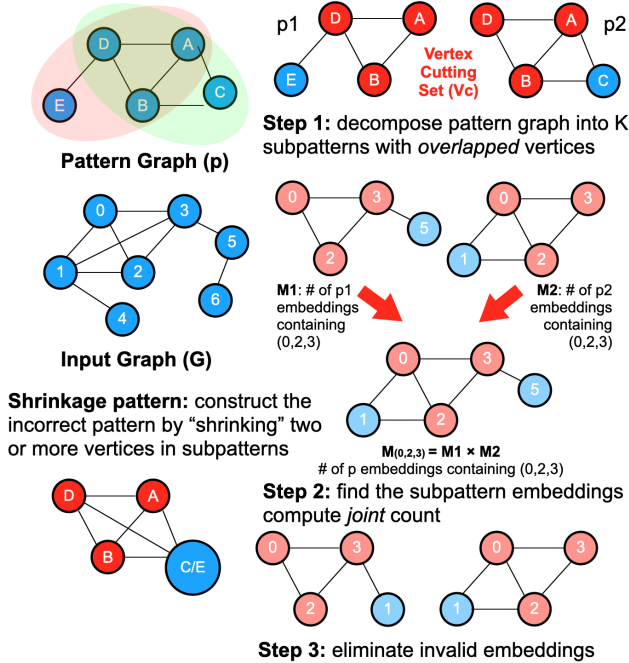 D
A
E
B
C
Pattern Graph (p)
p1
D
A
E
B
Vertex
Cutting
Set (Vc)
D
A
B
C
p2
Step 1: decompose pattern graph into K
subpatterns with overlapped vertices
0
3
1
2
5
4
6
Input Graph (G)
0
3
2
5
M1: # of p1
embeddings
containing
(0,2,3)
0
3
1
2
M2: # of p2
embeddings
containing
(0,2,3)
0
3
5
1
2
M(0,2,3) = M1 × M2
# of p embeddings containing (0,2,3)
Step 2: find the subpattern embeddings
compute joint count
Shrinkage pattern: construct the
incorrect pattern by “shrinking” two
or more vertices in subpatterns
D
A
B
C/E
0
3
2
1
0
3
1
2
Step 3: eliminate invalid embeddings